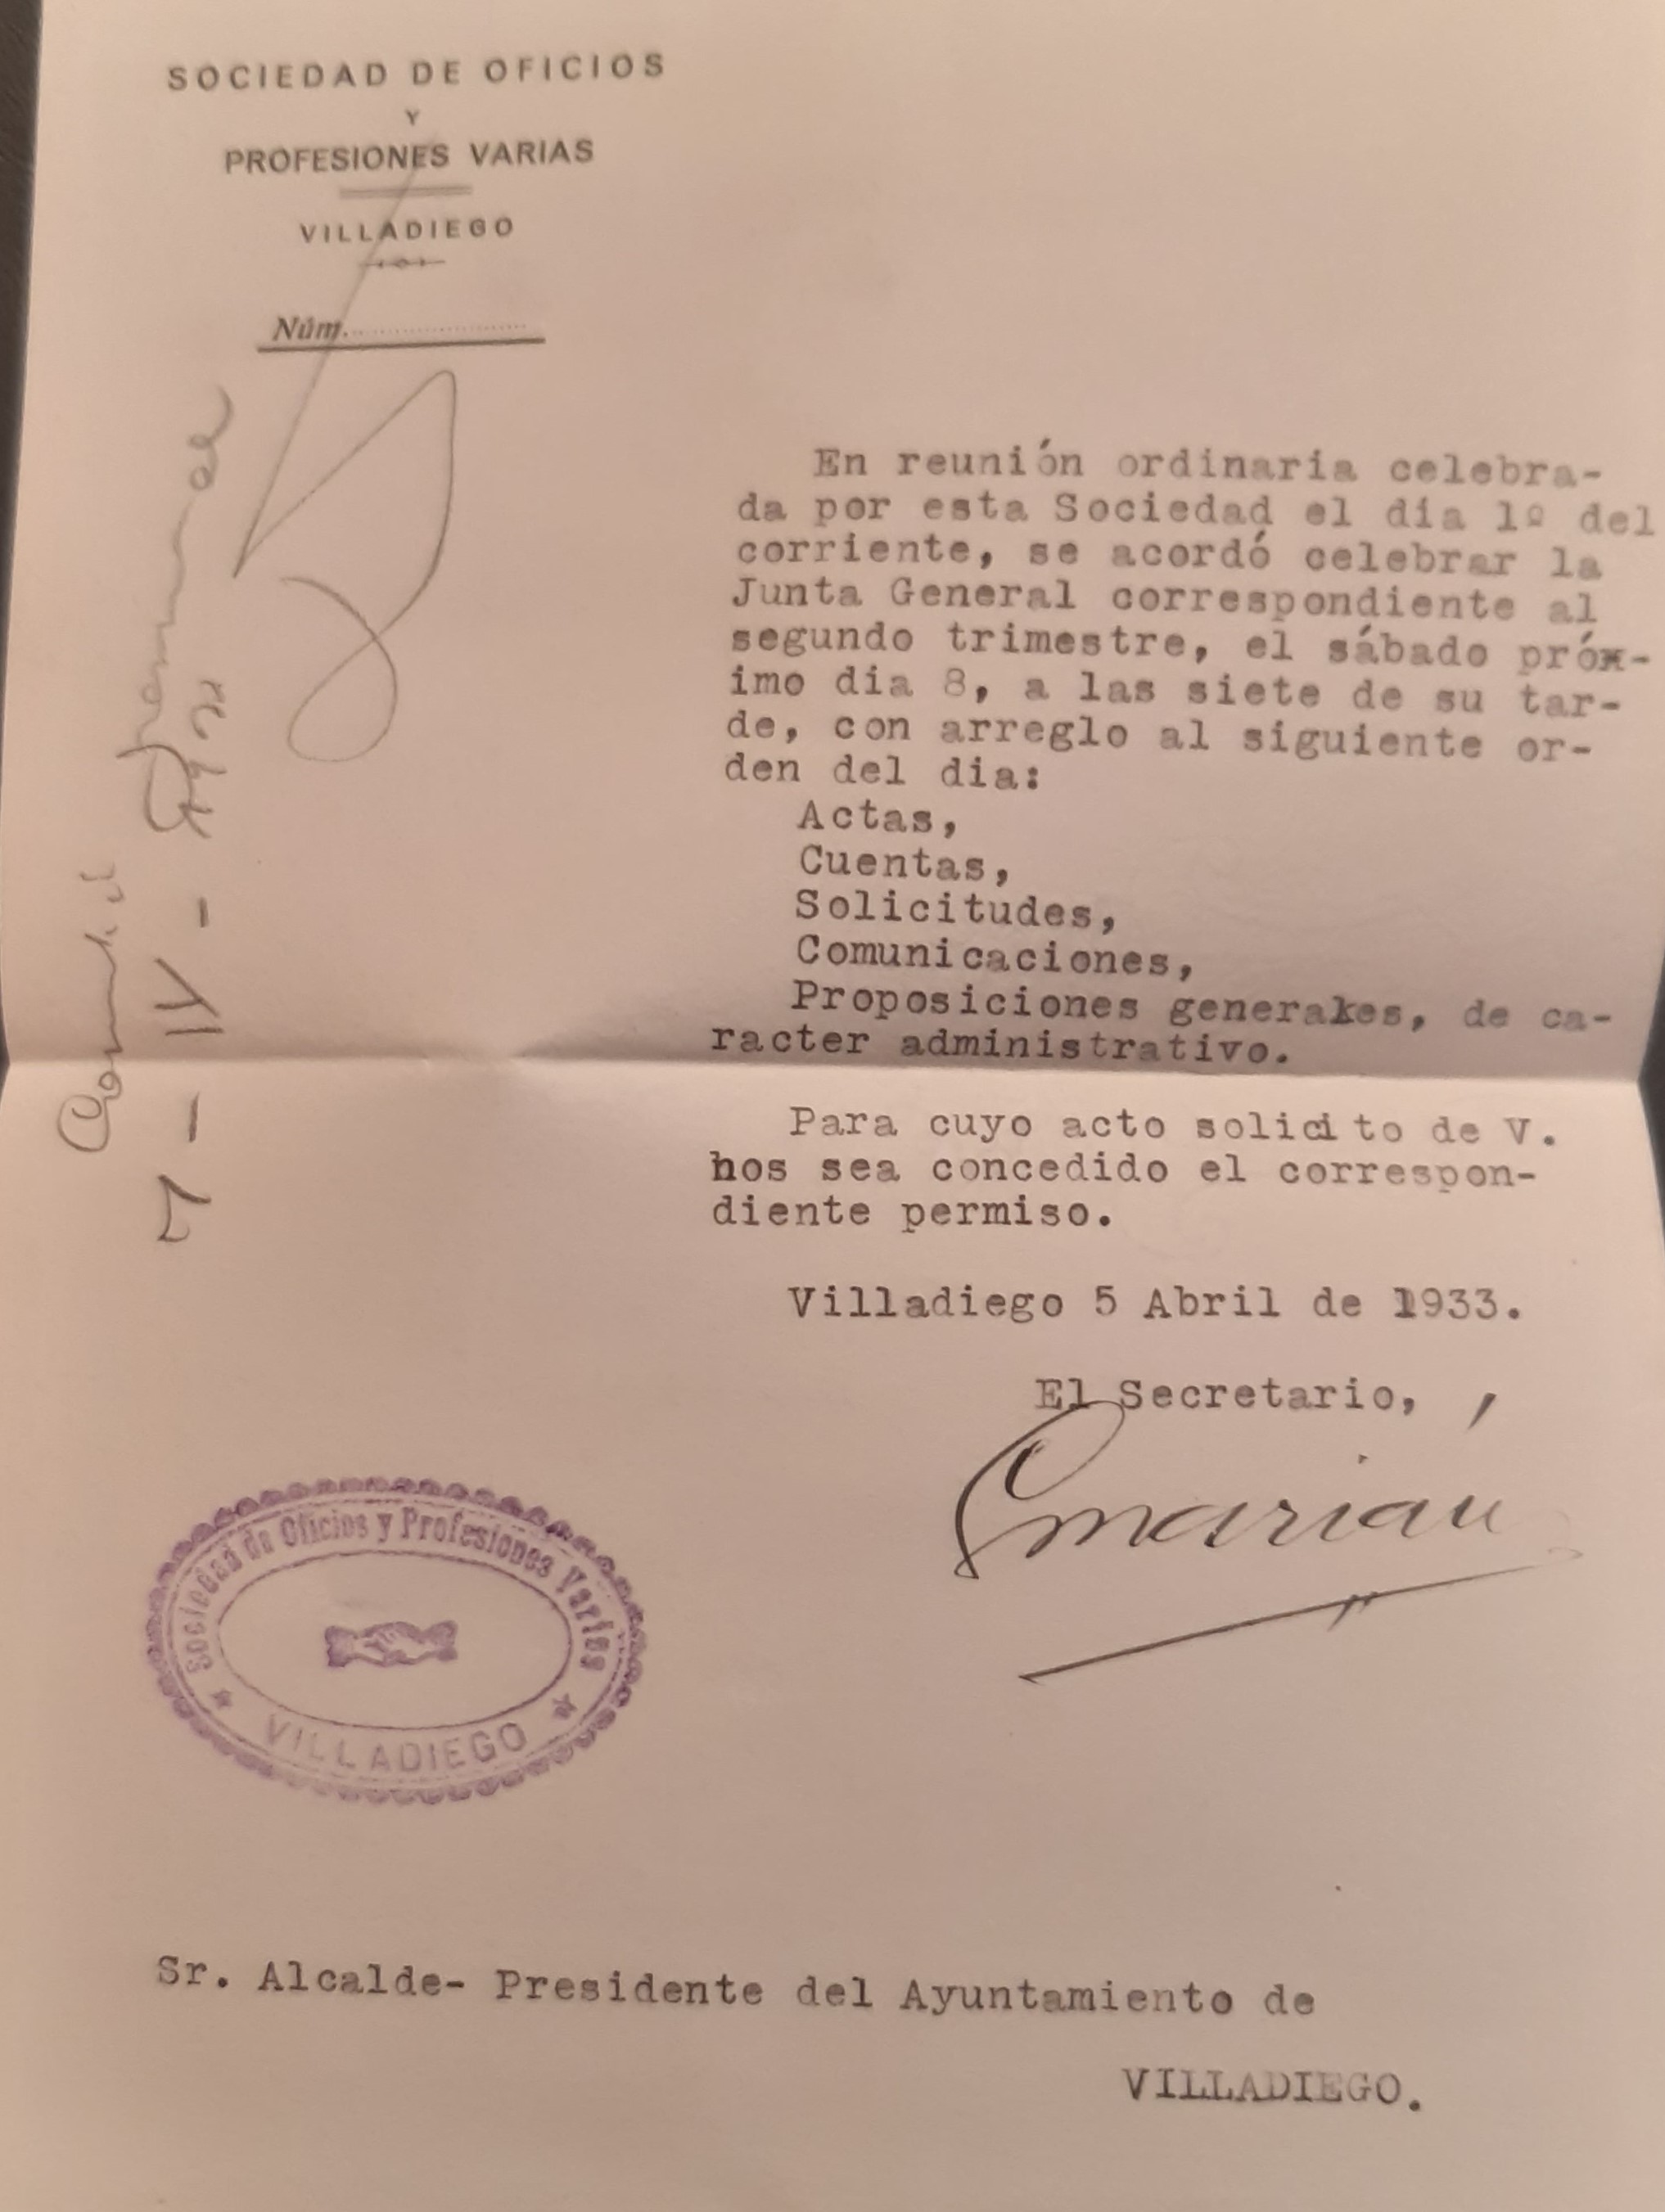 SOCIEDAD DE OFICIOS
Y
PROFESIONES VARIAS
VILLADIEGO
Núm.
En reunión ordinaria celebra-
da por esta Sociedad el dia 1º del
corriente, se acordó celebrar la
Junta General correspondiente al
segundo trimestre, el sábado próx-
imo dia 8, a las siete de su tar-
de, con arreglo al siguiente or-
den del dia:
Actas,
Cuentas,
Solicitudes,
Comunicaciones,
Proposiciones generakes, de ca-
racter administrativo.
Para cuyo acto solicito de V.
nos sea concedido el correspon-
diente permiso.
Villadiego 5 Abril de 1933.
El Secretario,
7 - IV -
Sociedad de Oficios y Profesiones Varias
VILLADIEGO
Sr. Alcalde- Presidente del Ayuntamiento de
VILLADIEGO.